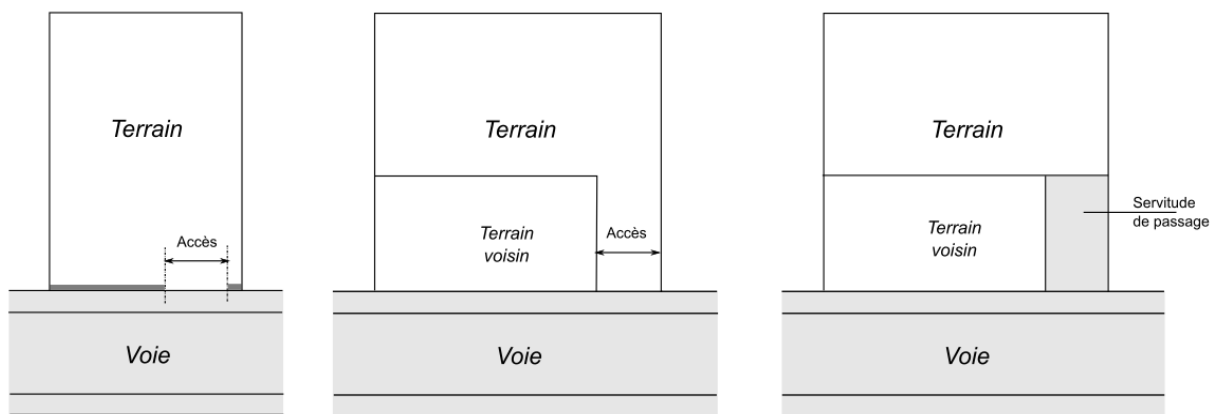 Terrain
Accès
Voie
Terrain
Terrain
voisin
Accès
Voie
Terrain
Terrain
voisin
Servitude
de passage
Voie